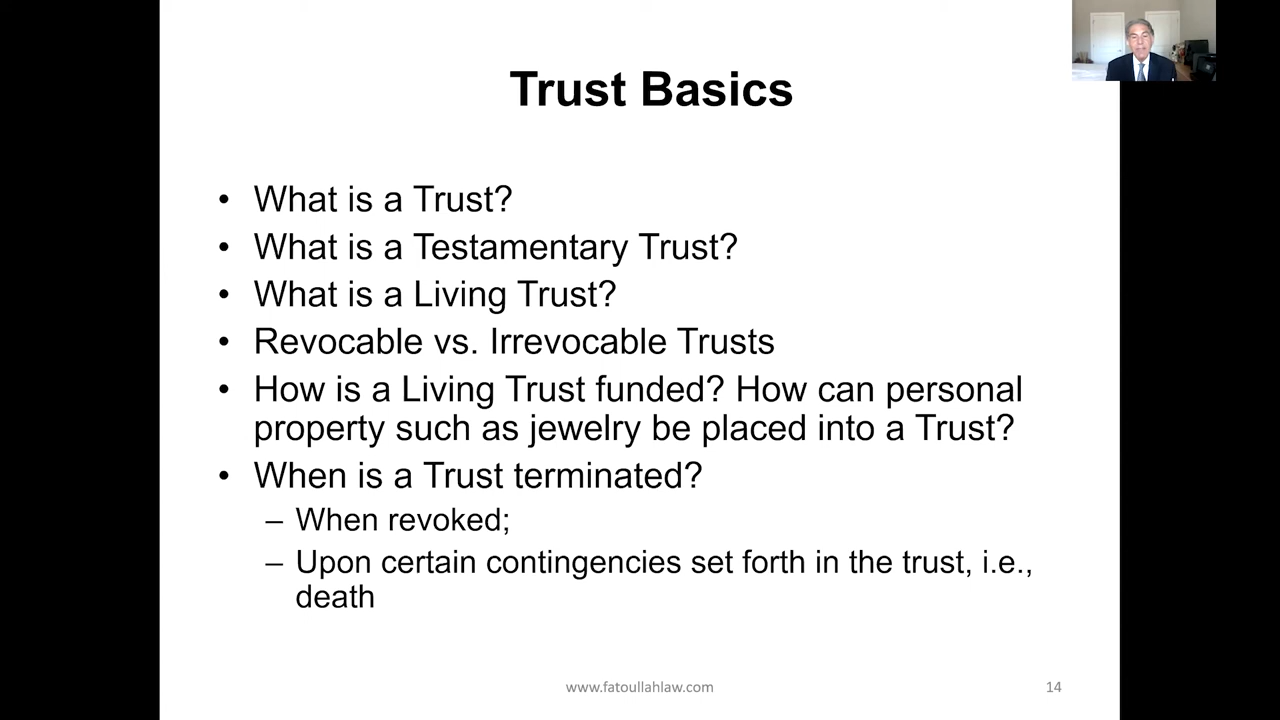 Trust Basics
• What is a Trust?
• What is a Testamentary Trust?
• What is a Living Trust?
• Revocable vs. Irrevocable Trusts
• How is a Living Trust funded? How can personal
property such as jewelry be placed into a Trust?
• When is a Trust terminated?
– When revoked;
– Upon certain contingencies set forth in the trust, i.e.,
death
www.fatoullahlaw.com
14